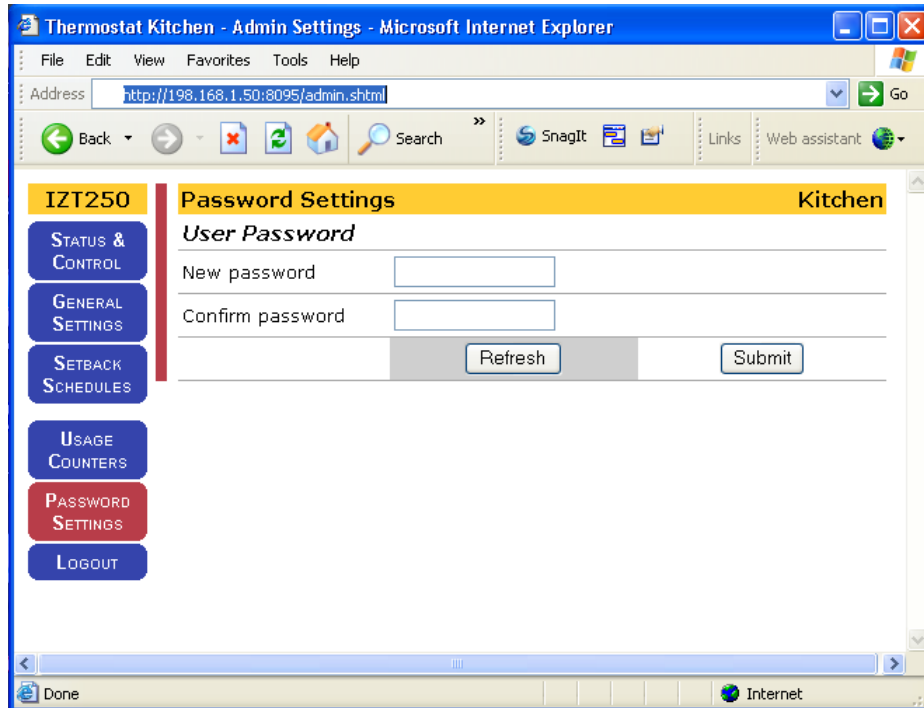 Thermostat Kitchen - Admin Settings - Microsoft Internet Explorer
File Edit View Favorites Tools Help
Address http://198.168.1.50:8095/admin.shtml Go
Back Search » SnagIt Links Web assistant
IZT250 Password Settings Kitchen
User Password
STATUS &
CONTROL
New password
GENERAL
SETTINGS
Confirm password
SETBACK
SCHEDULES
Refresh Submit
USAGE
COUNTERS
PASSWORD
SETTINGS
LOGOUT
Done Internet